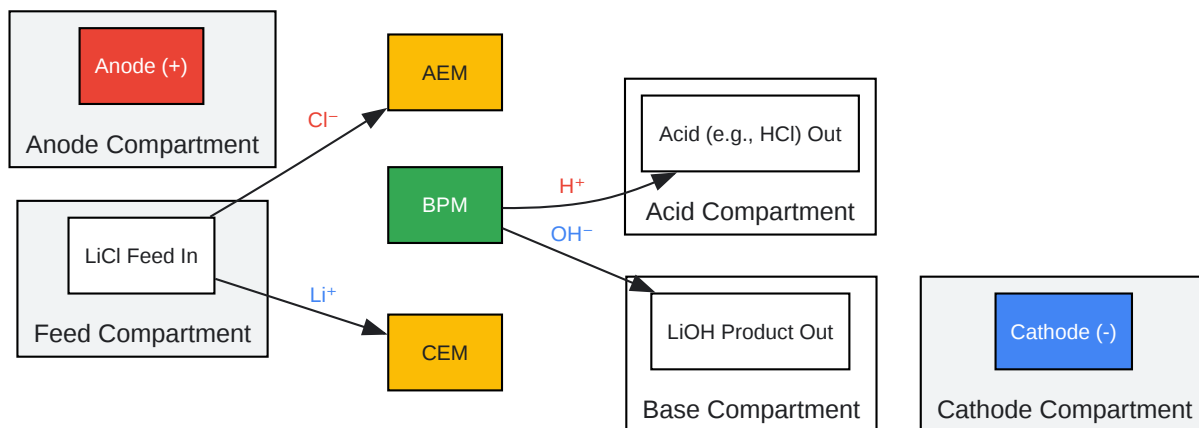 Anode (+)
Anode Compartment
Cl⁻
AEM
Acid (e.g., HCl) Out
Acid Compartment
BPM
H⁺
OH⁻
LiCl Feed In
Feed Compartment
Li⁺
CEM
LiOH Product Out
Base Compartment
Cathode (-)
Cathode Compartment